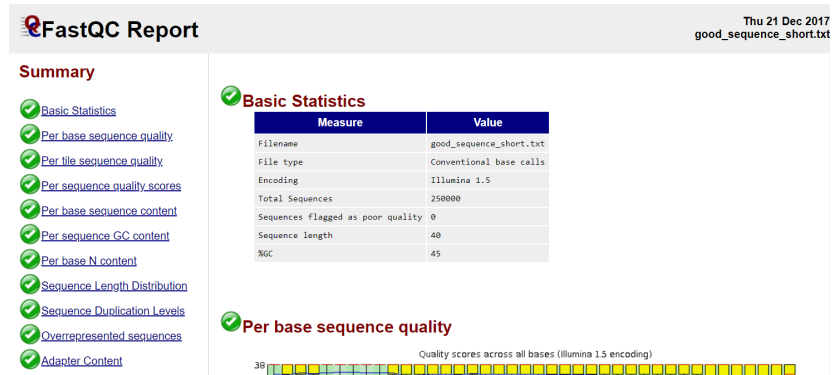 FastQC Report
Thu 21 Dec 2017
good_sequence_short.txt
Summary
Basic Statistics
Per base sequence quality
Per tile sequence quality
Per sequence quality scores
Per base sequence content
Per sequence GC content
Per base N content
Sequence Length Distribution
Sequence Duplication Levels
Overrepresented sequences
Adapter Content
Basic Statistics
Measure Value
Filename good_sequence_short.txt
File type Conventional base calls
Encoding Illumina 1.5
Total Sequences 250000
Sequences flagged as poor quality 0
Sequence length 40
%GC 45
Per base sequence quality
Quality scores across all bases (Illumina 1.5 encoding)
38